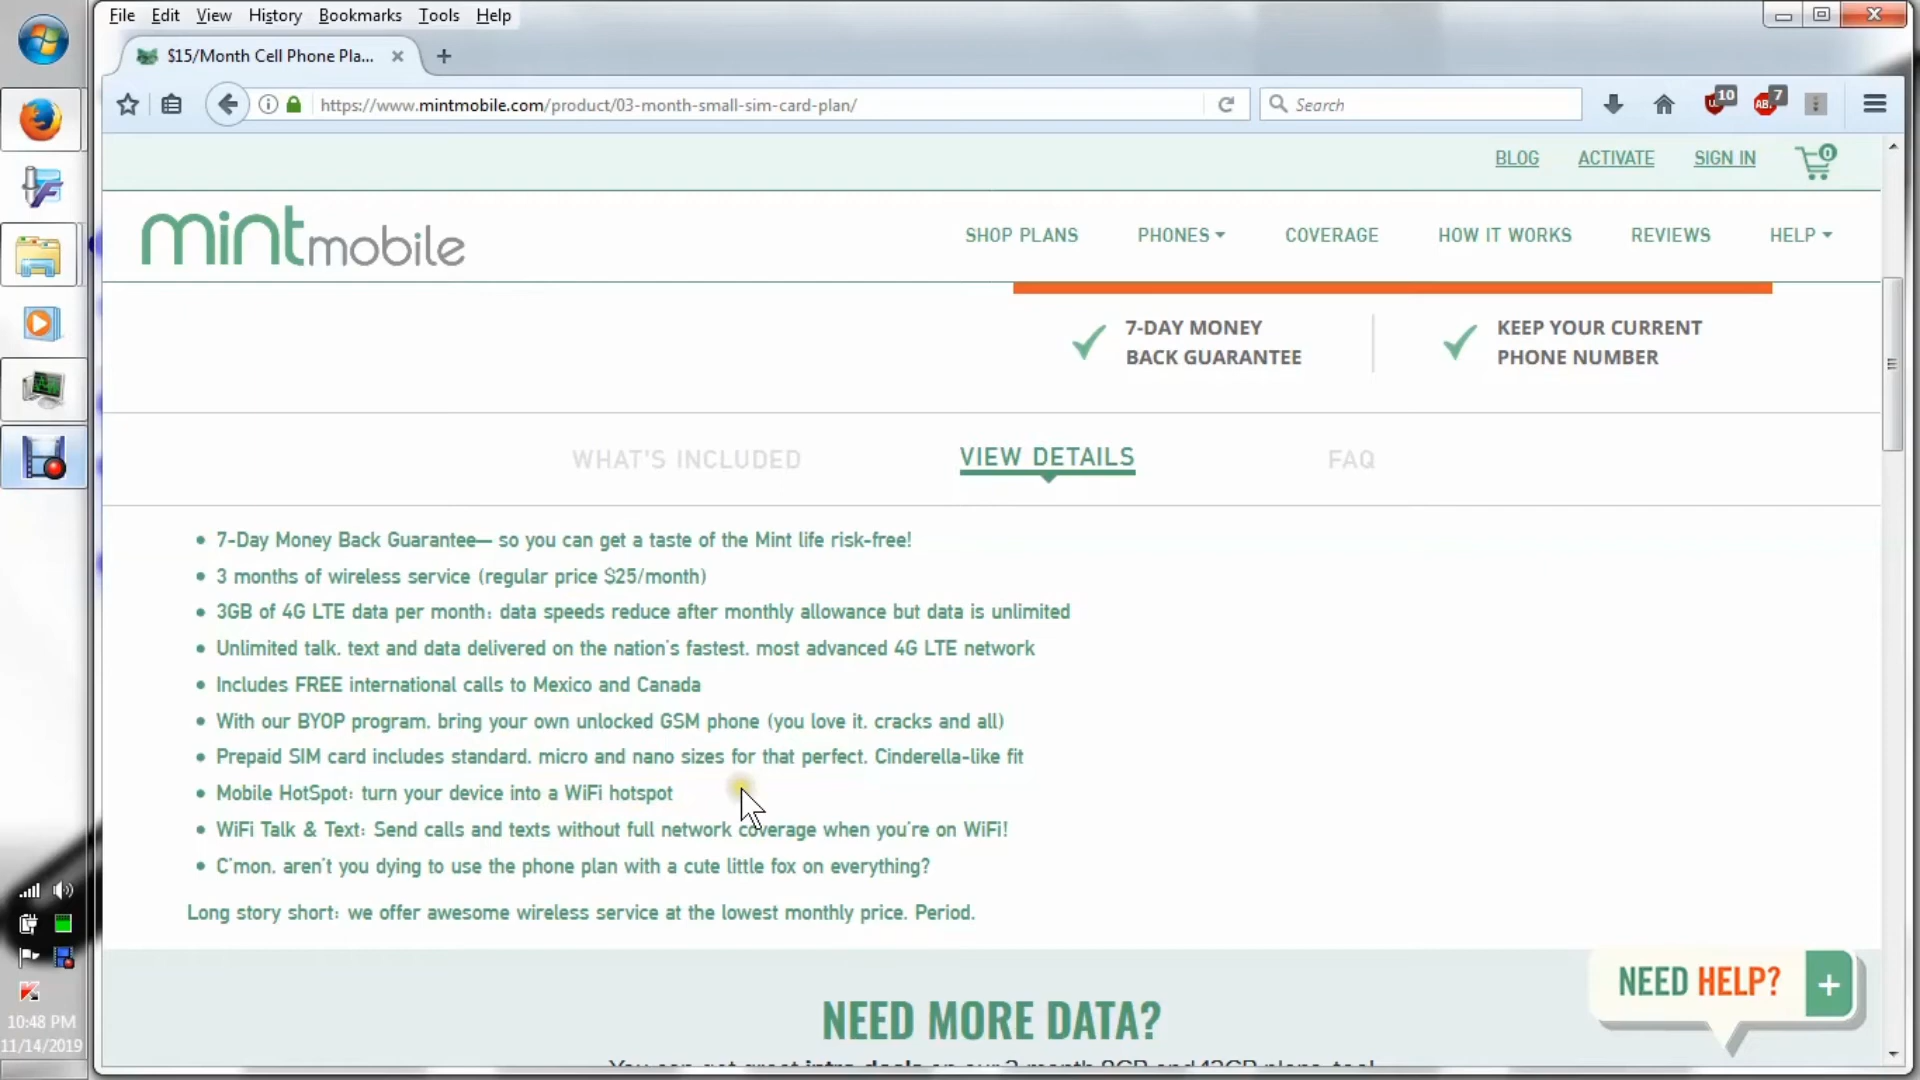 File Edit View History Bookmarks Tools Help
$15/Month Cell Phone Pla...
https://www.mintmobile.com/product/03-month-small-sim-card-plan/
Search
10
7
BLOG ACTIVATE SIGN IN 0
mintmobile
SHOP PLANS PHONES COVERAGE HOW IT WORKS REVIEWS HELP
7-DAY MONEY
BACK GUARANTEE
KEEP YOUR CURRENT
PHONE NUMBER
WHAT'S INCLUDED VIEW DETAILS FAQ
• 7-Day Money Back Guarantee— so you can get a taste of the Mint life risk-free!
• 3 months of wireless service (regular price $25/month)
• 3GB of 4G LTE data per month: data speeds reduce after monthly allowance but data is unlimited
• Unlimited talk, text and data delivered on the nation's fastest, most advanced 4G LTE network
• Includes FREE international calls to Mexico and Canada
• With our BYOP program, bring your own unlocked GSM phone (you love it, cracks and all)
• Prepaid SIM card includes standard, micro and nano sizes for that perfect, Cinderella-like fit
• Mobile HotSpot: turn your device into a WiFi hotspot
• WiFi Talk & Text: Send calls and texts without full network coverage when you're on WiFi!
• C'mon, aren't you dying to use the phone plan with a cute little fox on everything?
Long story short: we offer awesome wireless service at the lowest monthly price. Period.
NEED HELP? +
NEED MORE DATA?
10:48 PM
11/14/2019